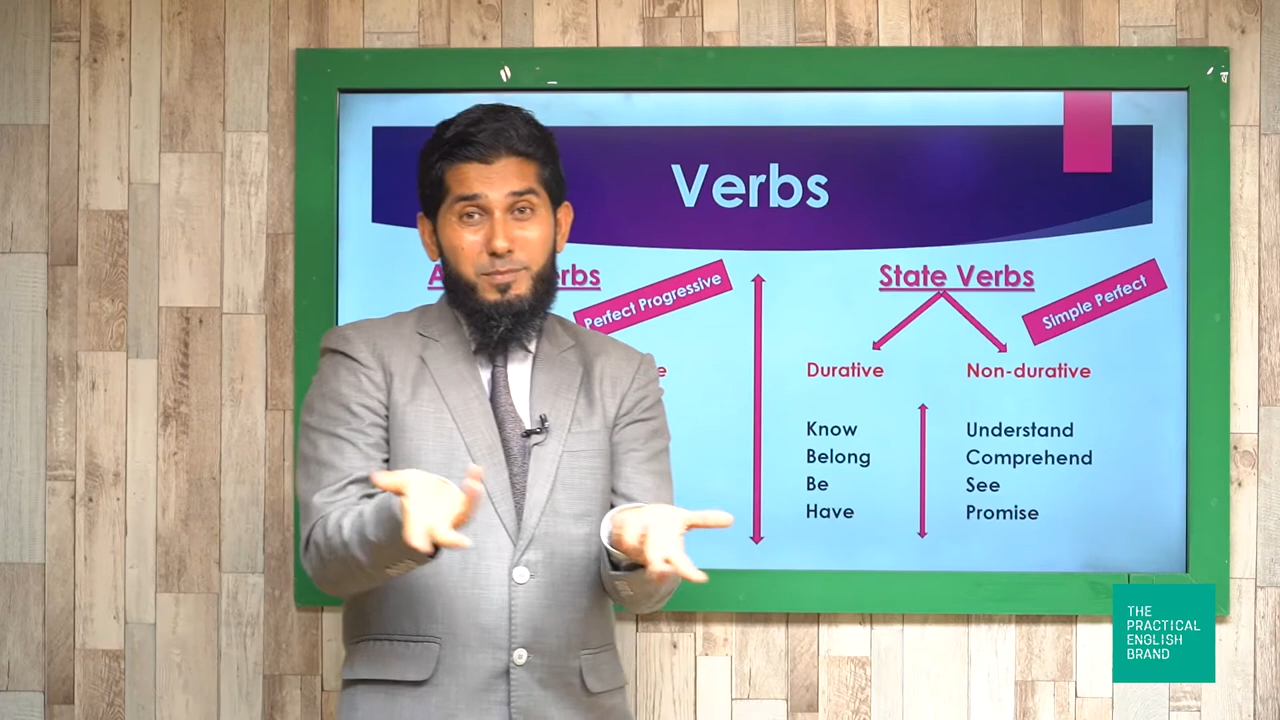 Verbs
A erbs
Perfect Progressive
e
State Verbs
Simple Perfect
Durative
Non-durative
Know
Belong
Be
Have
Understand
Comprehend
See
Promise
THE
PRACTICAL
ENGLISH
BRAND